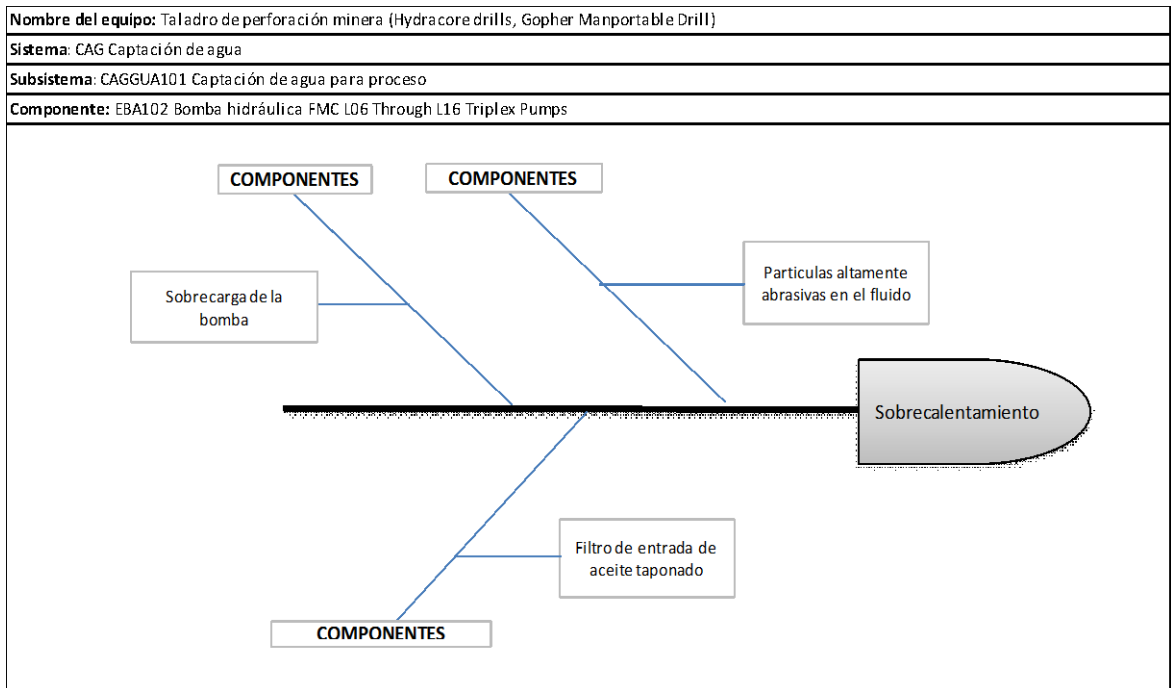 Nombre del equipo: Taladro de perforación minera (Hydracore drills, Gopher Manportable Drill)
Sistema: CAG Captación de agua
Subsistema: CAGGUA101 Captación de agua para proceso
Componente: EBA102 Bomba hidráulica FMC L06 Through L16 Triplex Pumps
COMPONENTES
COMPONENTES
Sobrecarga de la
bomba
Particulas altamente
abrasivas en el fluido
Sobrecalentamiento
Filtro de entrada de
aceite taponado
COMPONENTES